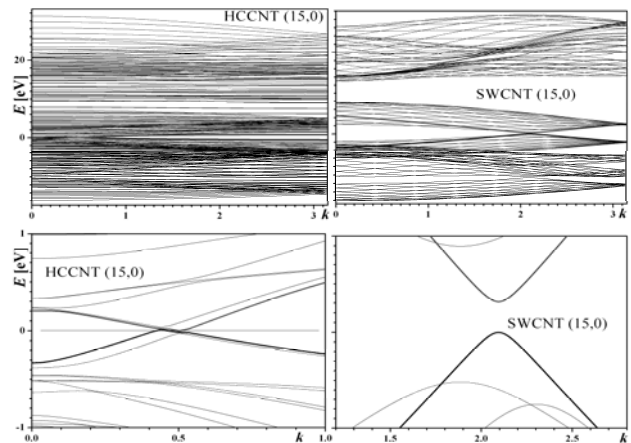 HCCNT (15,0)
E [eV]
20
0
0
1
2
3
k
SWCNT (15,0)
0
1
2
3
k
1
E [eV]
HCCNT (15,0)
0
-1
0.0
0.5
k
1.0
SWCNT (15,0)
1.5
2.0
2.5
k